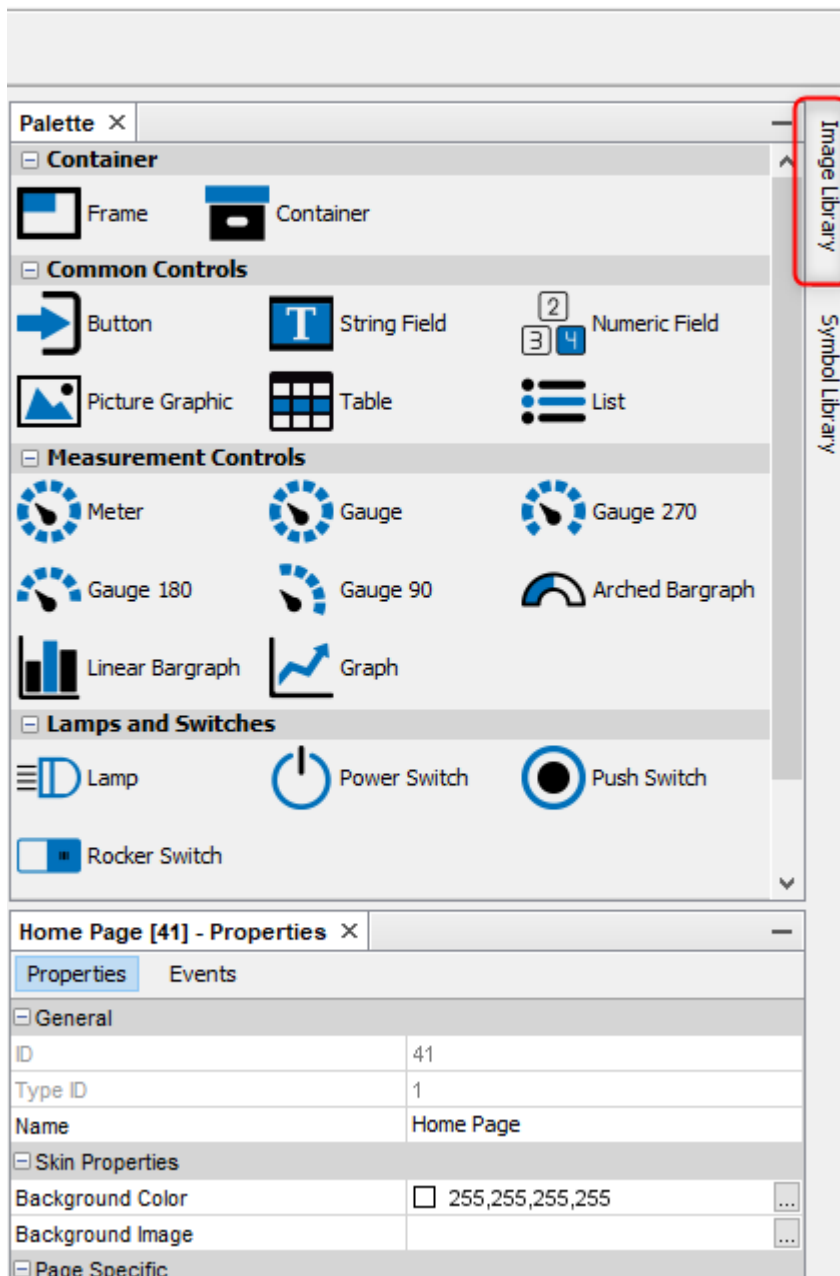 Palette
Container
Frame Container
Common Controls
Button String Field Numeric Field
Picture Graphic Table List
Measurement Controls
Meter Gauge Gauge 270
Gauge 180 Gauge 90 Arched Bargraph
Linear Bargraph Graph
Lamps and Switches
Lamp Power Switch Push Switch
Rocker Switch
Image Library
Symbol Library
Home Page [41] - Properties
Properties Events
General
ID 41
Type ID 1
Name Home Page
Skin Properties
Background Color 255,255,255,255 ...
Background Image ...
Page Specific